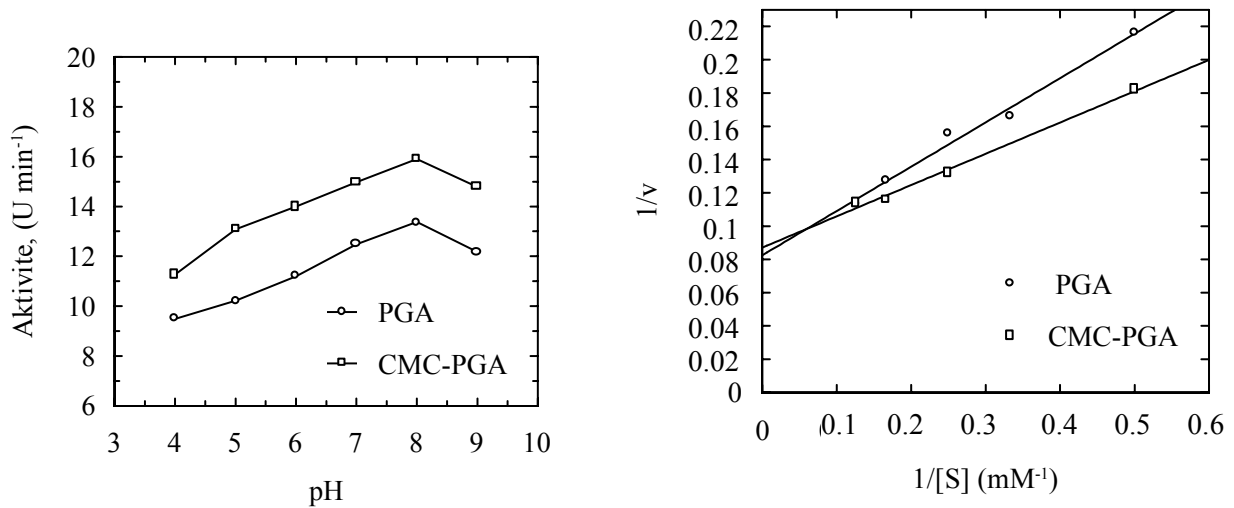 20
18
16
14
12
10
8
6
3 4 5 6 7 8 9 10
pH
Aktivite, (U min⁻¹)
PGA
CMC-PGA
0.22
0.2
0.18
0.16
0.14
0.12
0.1
0.08
0.06
0.04
0.02
0
0 0.1 0.2 0.3 0.4 0.5 0.6
1/[S] (mM⁻¹)
1/v
PGA
CMC-PGA